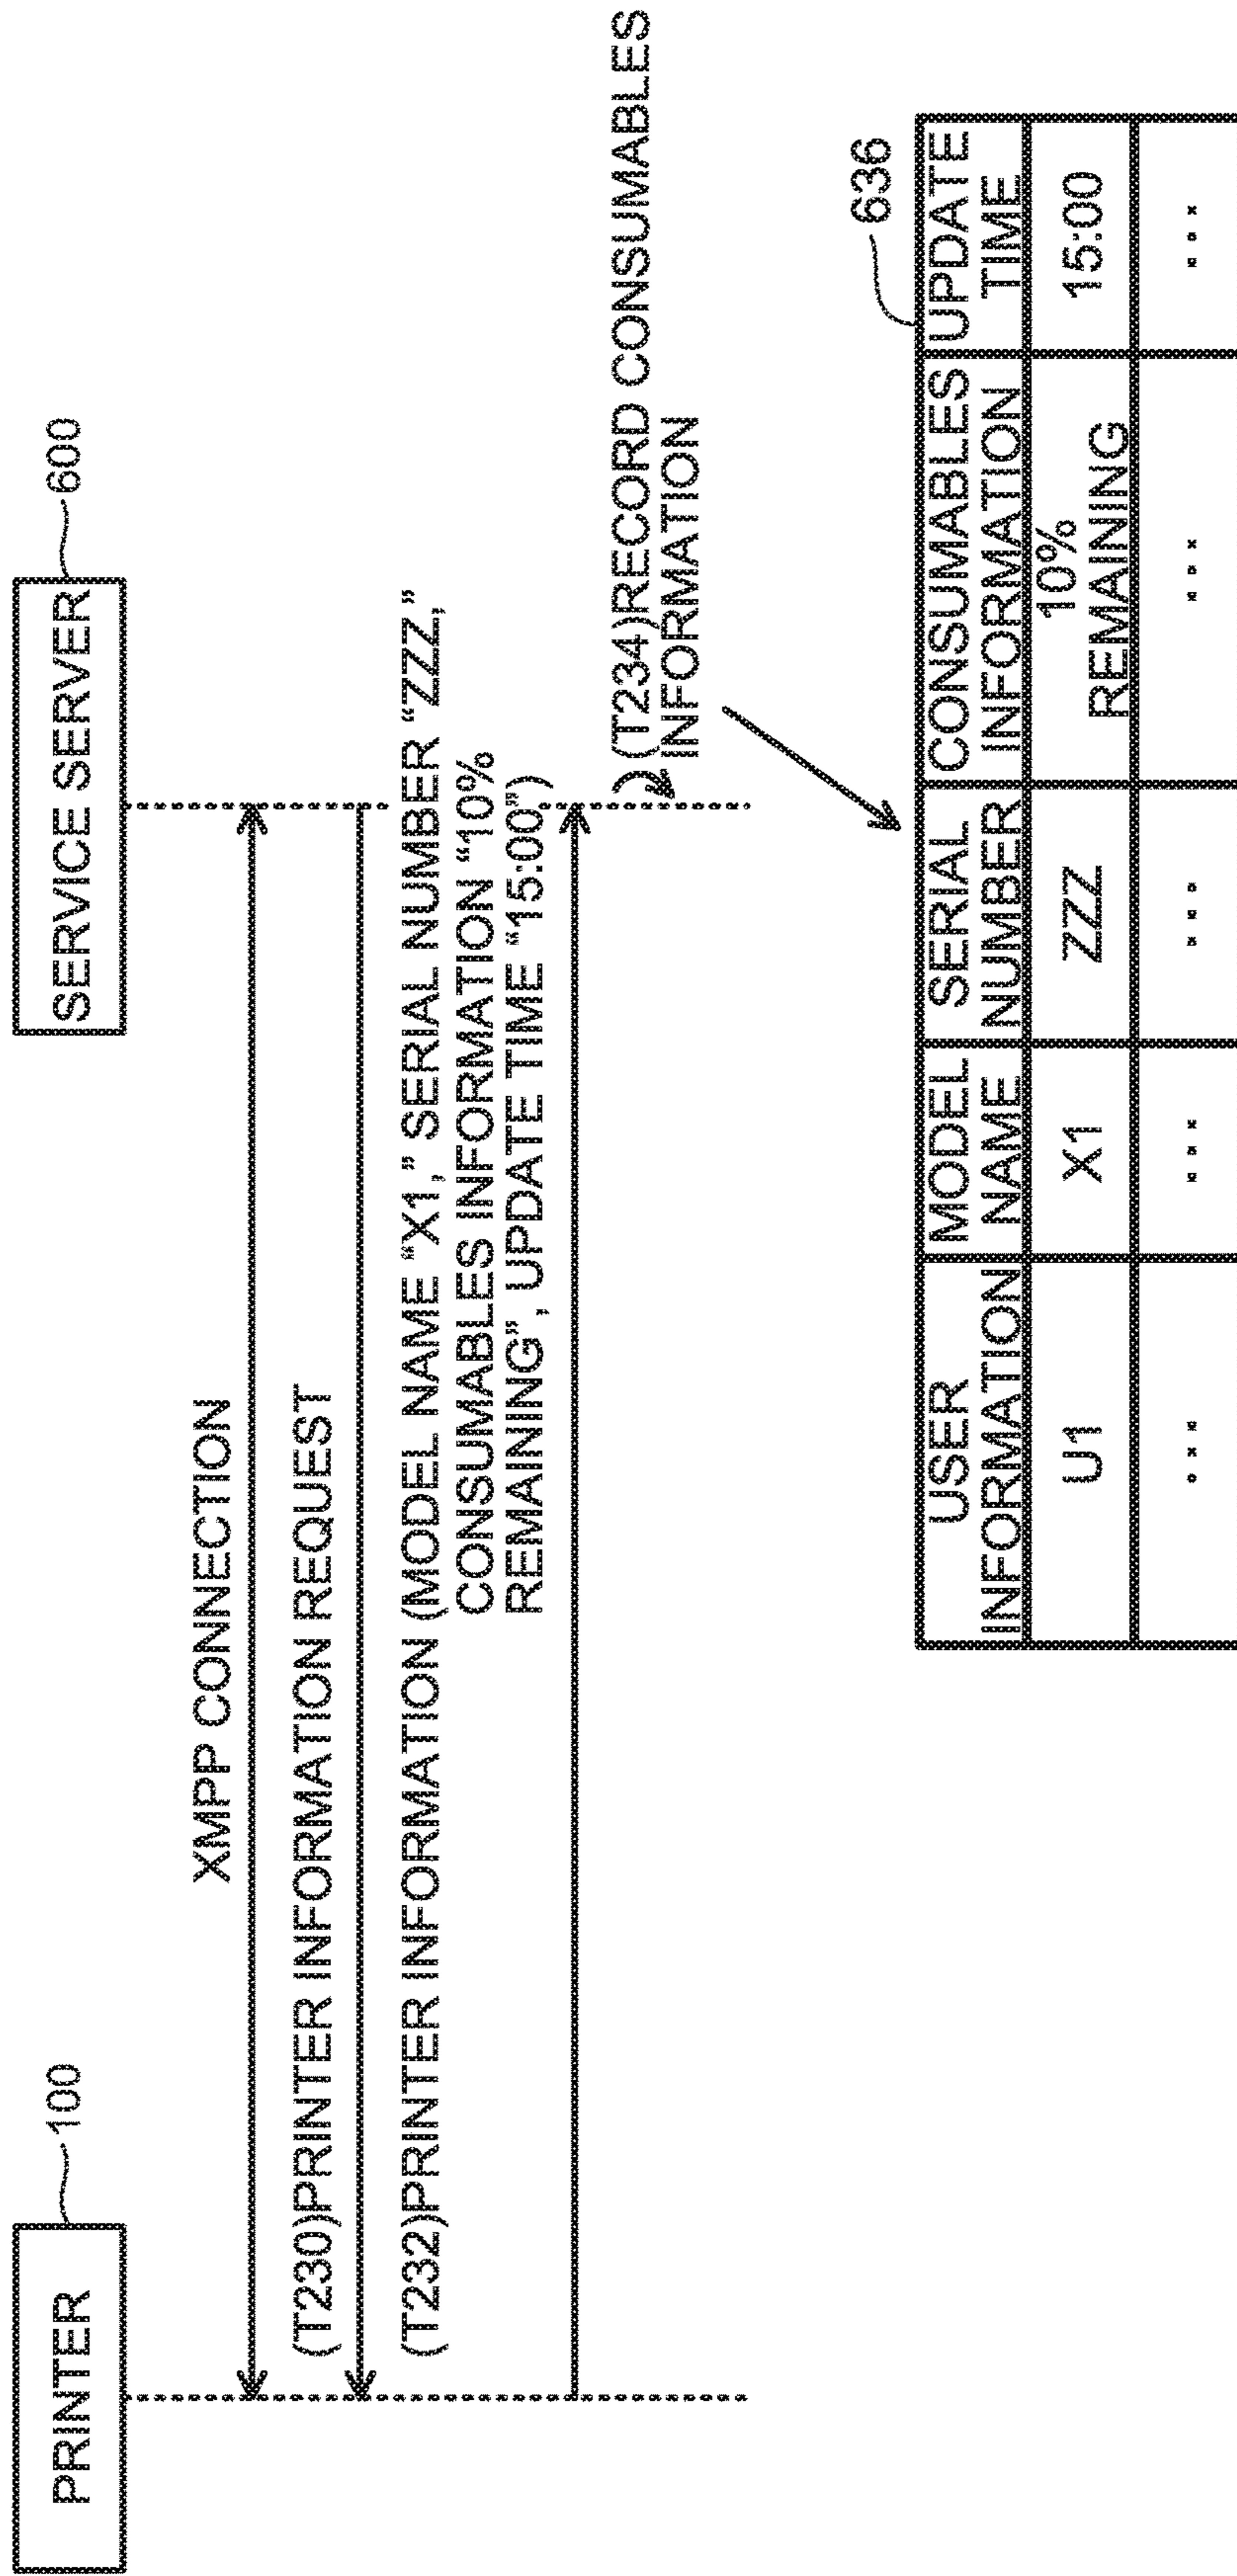 PRINTER
100
SERVICE SERVER
600
XMPP CONNECTION
(T230)PRINTER INFORMATION REQUEST
(T232)PRINTER INFORMATION (MODEL NAME “X1,” SERIAL NUMBER “ZZZ,”
CONSUMABLES INFORMATION “10%
REMAINING”, UPDATE TIME “15:00”)
(T234)RECORD CONSUMABLES
INFORMATION
636
USER
INFORMATION
MODEL
NAME
SERIAL
NUMBER
CONSUMABLES
INFORMATION
UPDATE
TIME
U1
X1
ZZZ
10%
REMAINING
15:00
...
...
...
...
...